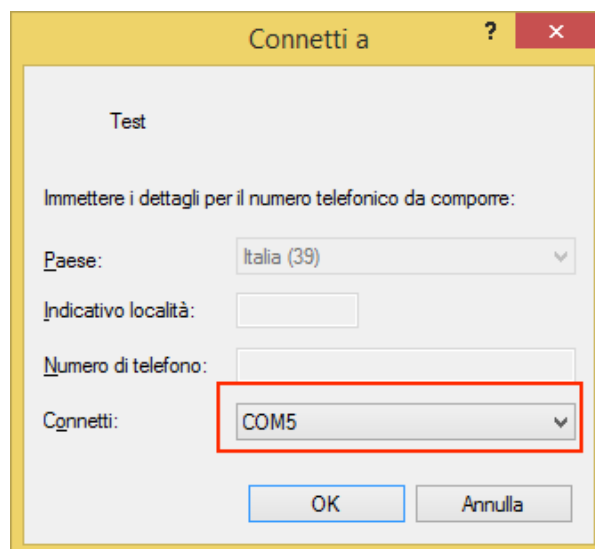 Connetti a ? ×
Test
Immettere i dettagli per il numero telefonico da comporre:
Paese: Italia (39)
Indicativo località:
Numero di telefono:
Connetti: COM5
OK Annulla